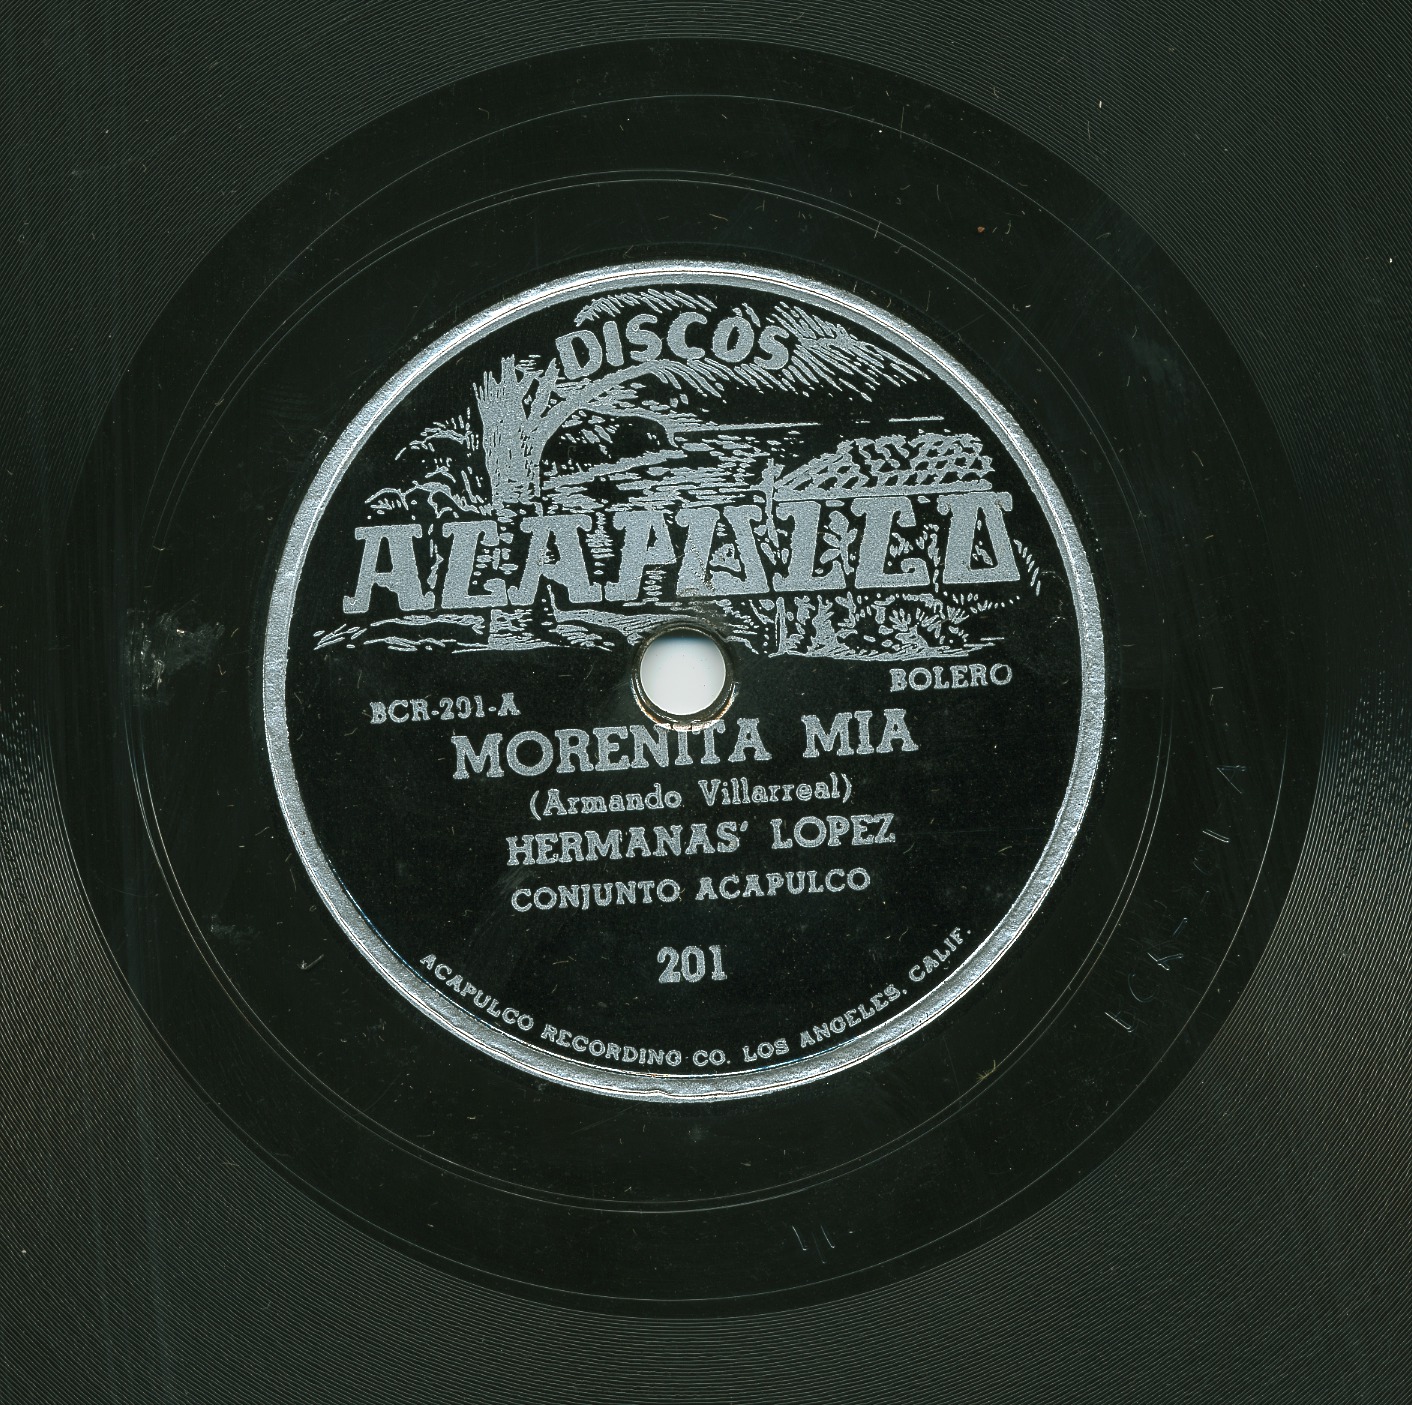 DISCOS
ACAPULCO
BOLERO
BCR-201-A
MORENITA MIA
(Armando Villarreal)
HERMANAS' LOPEZ
CONJUNTO ACAPULCO
201
ACAPULCO RECORDING CO. LOS ANGELES, CALIF.